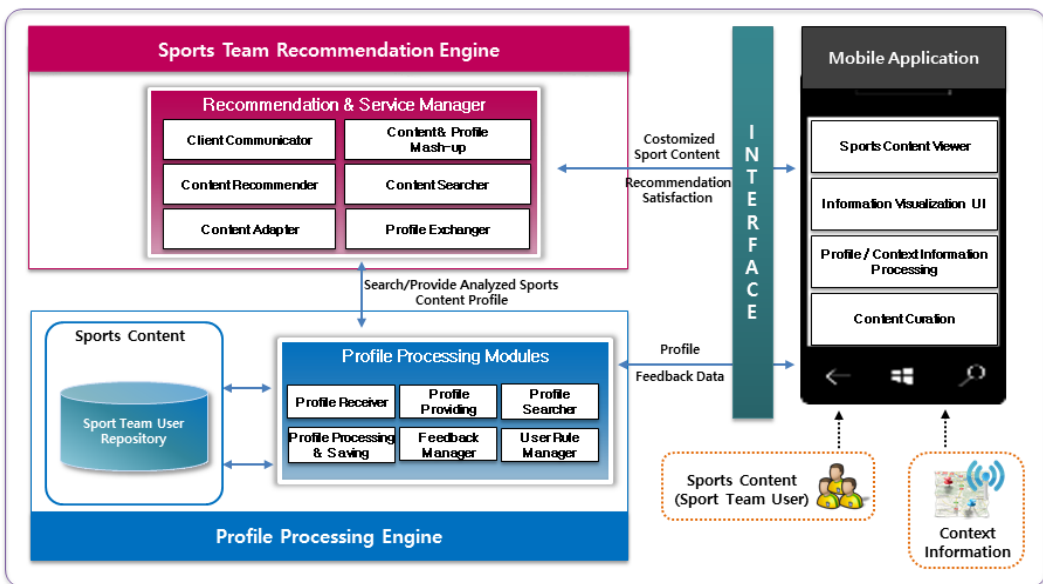 Sports Team Recommendation Engine
Recommendation & Service Manager
Client Communicator
Content & Profile
Mash-up
Content Recommender
Content Searcher
Content Adapter
Profile Exchanger
Search/Provide Analyzed Sports
Content Profile
Sports Content
Sport Team User
Repository
Profile Processing Modules
Profile Receiver
Profile
Providing
Profile
Searcher
Profile Processing
& Saving
Feedback
Manager
User Rule
Manager
Profile Processing Engine
Costomized
Sport Content
Recommendation
Satisfaction
Profile
Feedback Data
INTERFACE
Mobile Application
Sports Content Viewer
Information Visualization UI
Profile / Context Information
Processing
Content Curation
Sports Content
(Sport Team User)
Context
Information